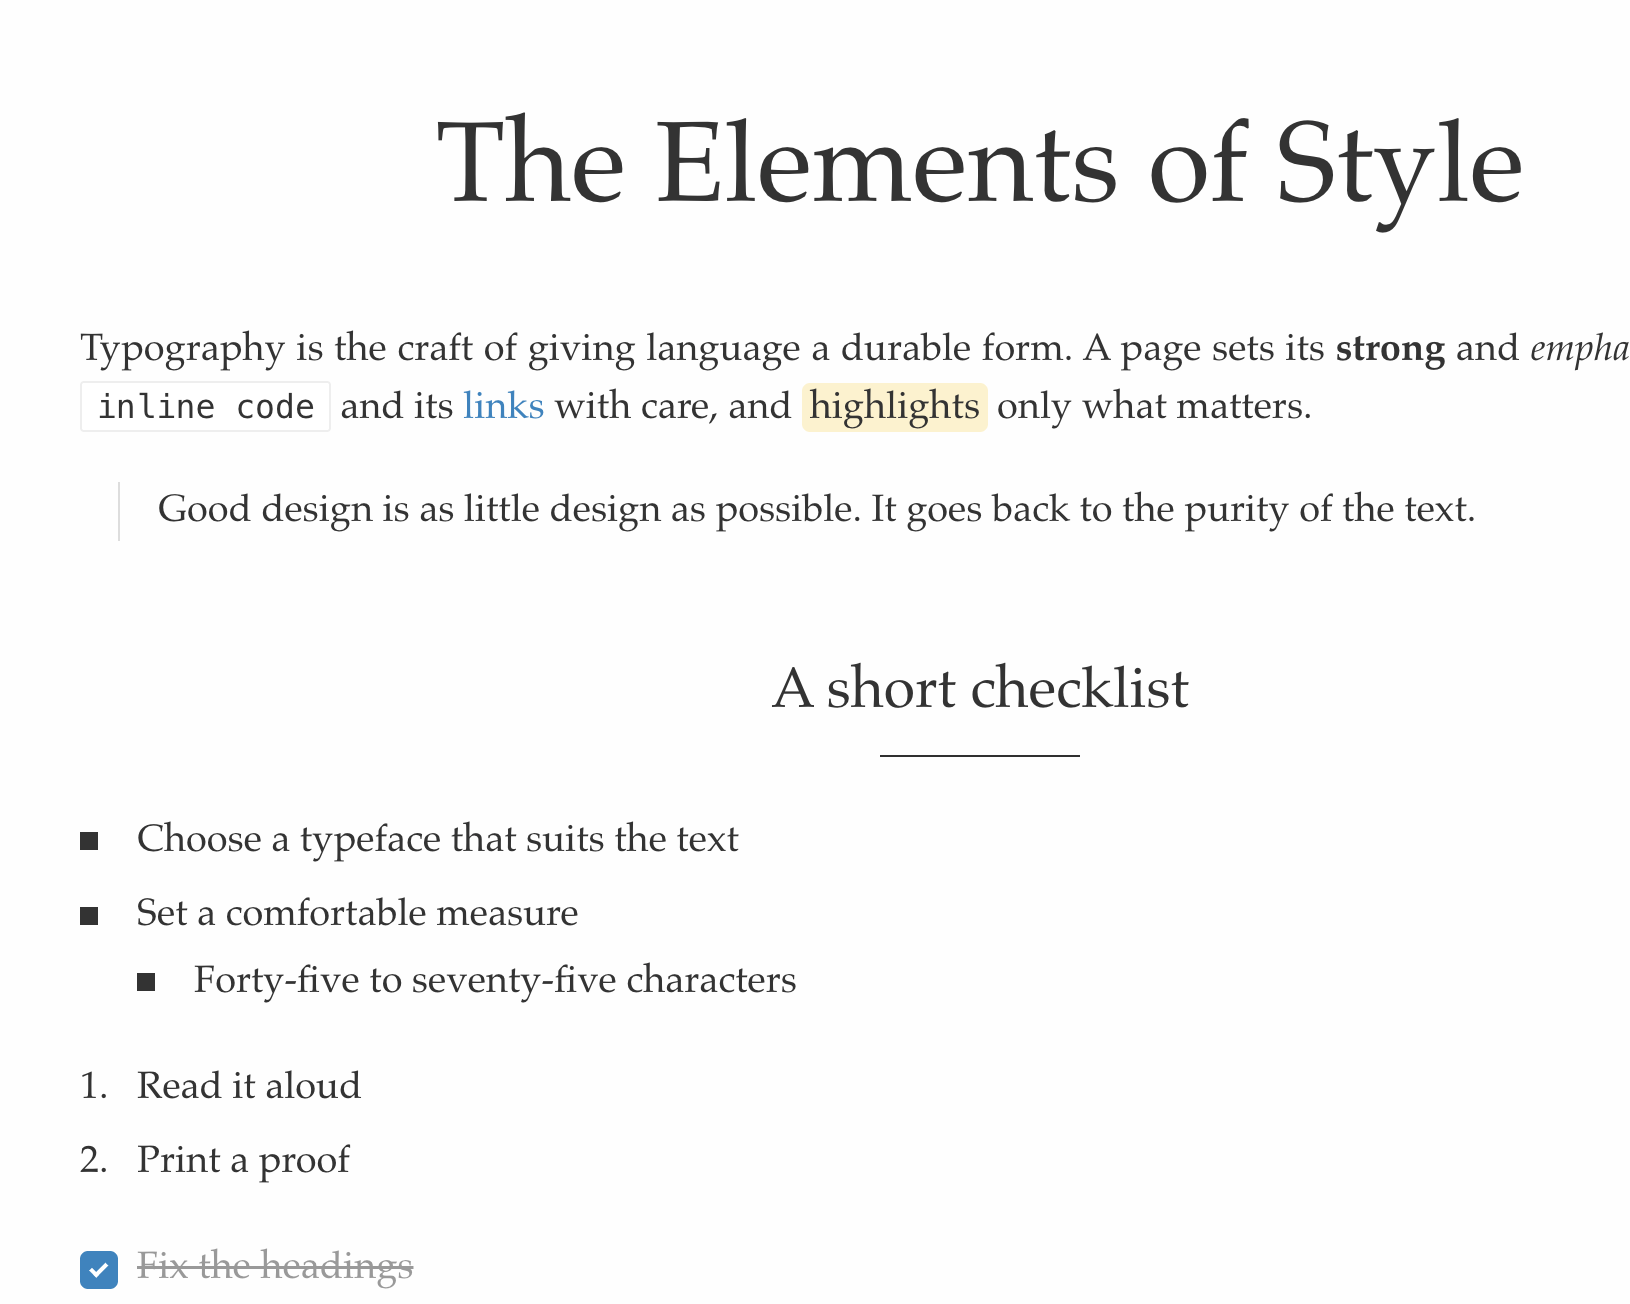 The Elements of Style
Typography is the craft of giving language a durable form. A page sets its strong and empha
inline code and its links with care, and highlights only what matters.
Good design is as little design as possible. It goes back to the purity of the text.
A short checklist
Choose a typeface that suits the text
Set a comfortable measure
Forty-five to seventy-five characters
1. Read it aloud
2. Print a proof
Fix the headings